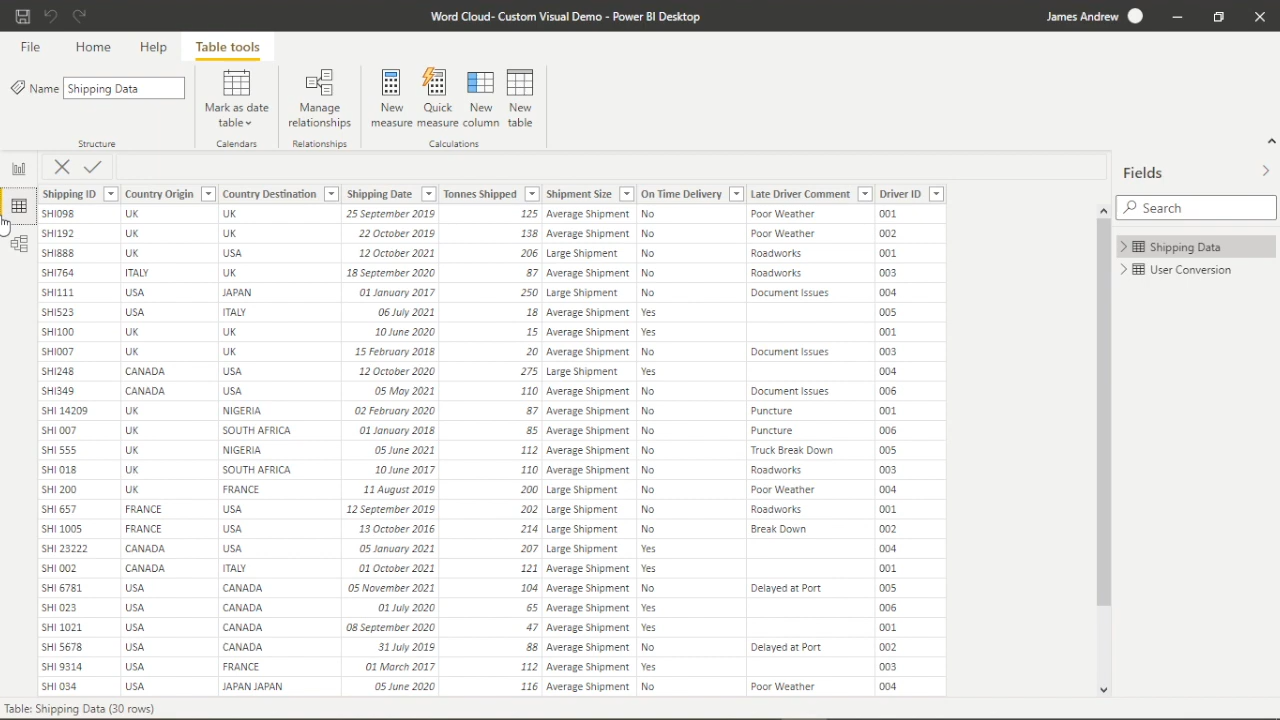 Word Cloud- Custom Visual Demo - Power BI Desktop
James Andrew
File Home Help Table tools
Name Shipping Data
Mark as date table
Manage relationships
New measure
Quick measure
New column
New table
Structure Calendars Relationships Calculations
Fields
Search
Shipping Data
User Conversion
Shipping ID Country Origin Country Destination Shipping Date Tonnes Shipped Shipment Size On Time Delivery Late Driver Comment Driver ID
SHI098 UK UK 25 September 2019 125 Average Shipment No Poor Weather 001
SHI192 UK UK 22 October 2019 138 Average Shipment No Poor Weather 002
SHI888 UK USA 12 October 2021 206 Large Shipment No Roadworks 001
SHI764 ITALY UK 18 September 2020 87 Average Shipment No Roadworks 003
SHI111 USA JAPAN 01 January 2017 250 Large Shipment No Document Issues 004
SHI523 USA ITALY 06 July 2021 18 Average Shipment Yes 005
SHI100 UK UK 10 June 2020 15 Average Shipment Yes 001
SHI007 UK UK 15 February 2018 20 Average Shipment No Document Issues 003
SHI248 CANADA USA 12 October 2020 275 Large Shipment Yes 004
SHI349 CANADA USA 05 May 2021 110 Average Shipment No Document Issues 006
SHI 14209 UK NIGERIA 02 February 2020 87 Average Shipment No Puncture 001
SHI 007 UK SOUTH AFRICA 01 January 2018 85 Average Shipment No Puncture 006
SHI 555 UK NIGERIA 05 June 2021 112 Average Shipment No Truck Break Down 005
SHI 018 UK SOUTH AFRICA 10 June 2017 110 Average Shipment No Roadworks 003
SHI 200 UK FRANCE 11 August 2019 200 Large Shipment No Poor Weather 004
SHI 657 FRANCE USA 12 September 2019 202 Large Shipment No Roadworks 001
SHI 1005 FRANCE USA 13 October 2016 214 Large Shipment No Break Down 002
SHI 23222 CANADA USA 05 January 2021 207 Large Shipment Yes 004
SHI 002 CANADA ITALY 01 October 2021 121 Average Shipment Yes 001
SHI 6781 USA CANADA 05 November 2021 104 Average Shipment No Delayed at Port 005
SHI 023 USA CANADA 01 July 2020 65 Average Shipment Yes 006
SHI 1021 USA CANADA 08 September 2020 47 Average Shipment Yes 001
SHI 5678 USA CANADA 31 July 2019 88 Average Shipment No Delayed at Port 002
SHI 9314 USA FRANCE 01 March 2017 112 Average Shipment Yes 003
SHI 034 USA JAPAN JAPAN 05 June 2020 116 Average Shipment No Poor Weather 004
Table: Shipping Data (30 rows)